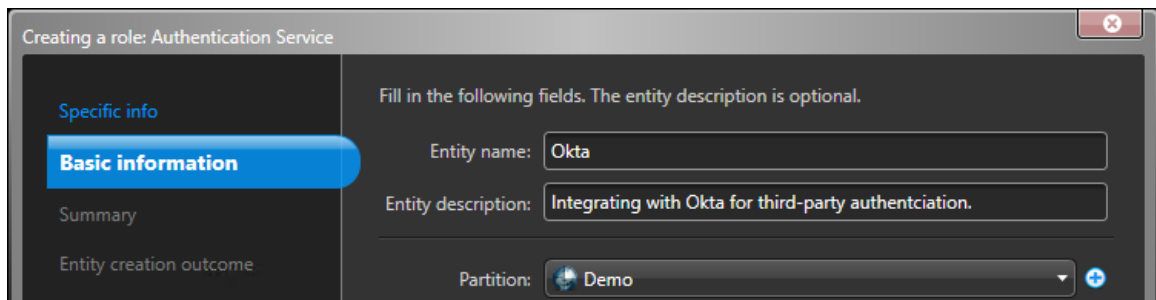 Creating a role: Authentication Service
Specific info
Basic information
Summary
Entity creation outcome
Fill in the following fields. The entity description is optional.
Entity name: Okta
Entity description: Integrating with Okta for third-party authentciation.
Partition: Demo